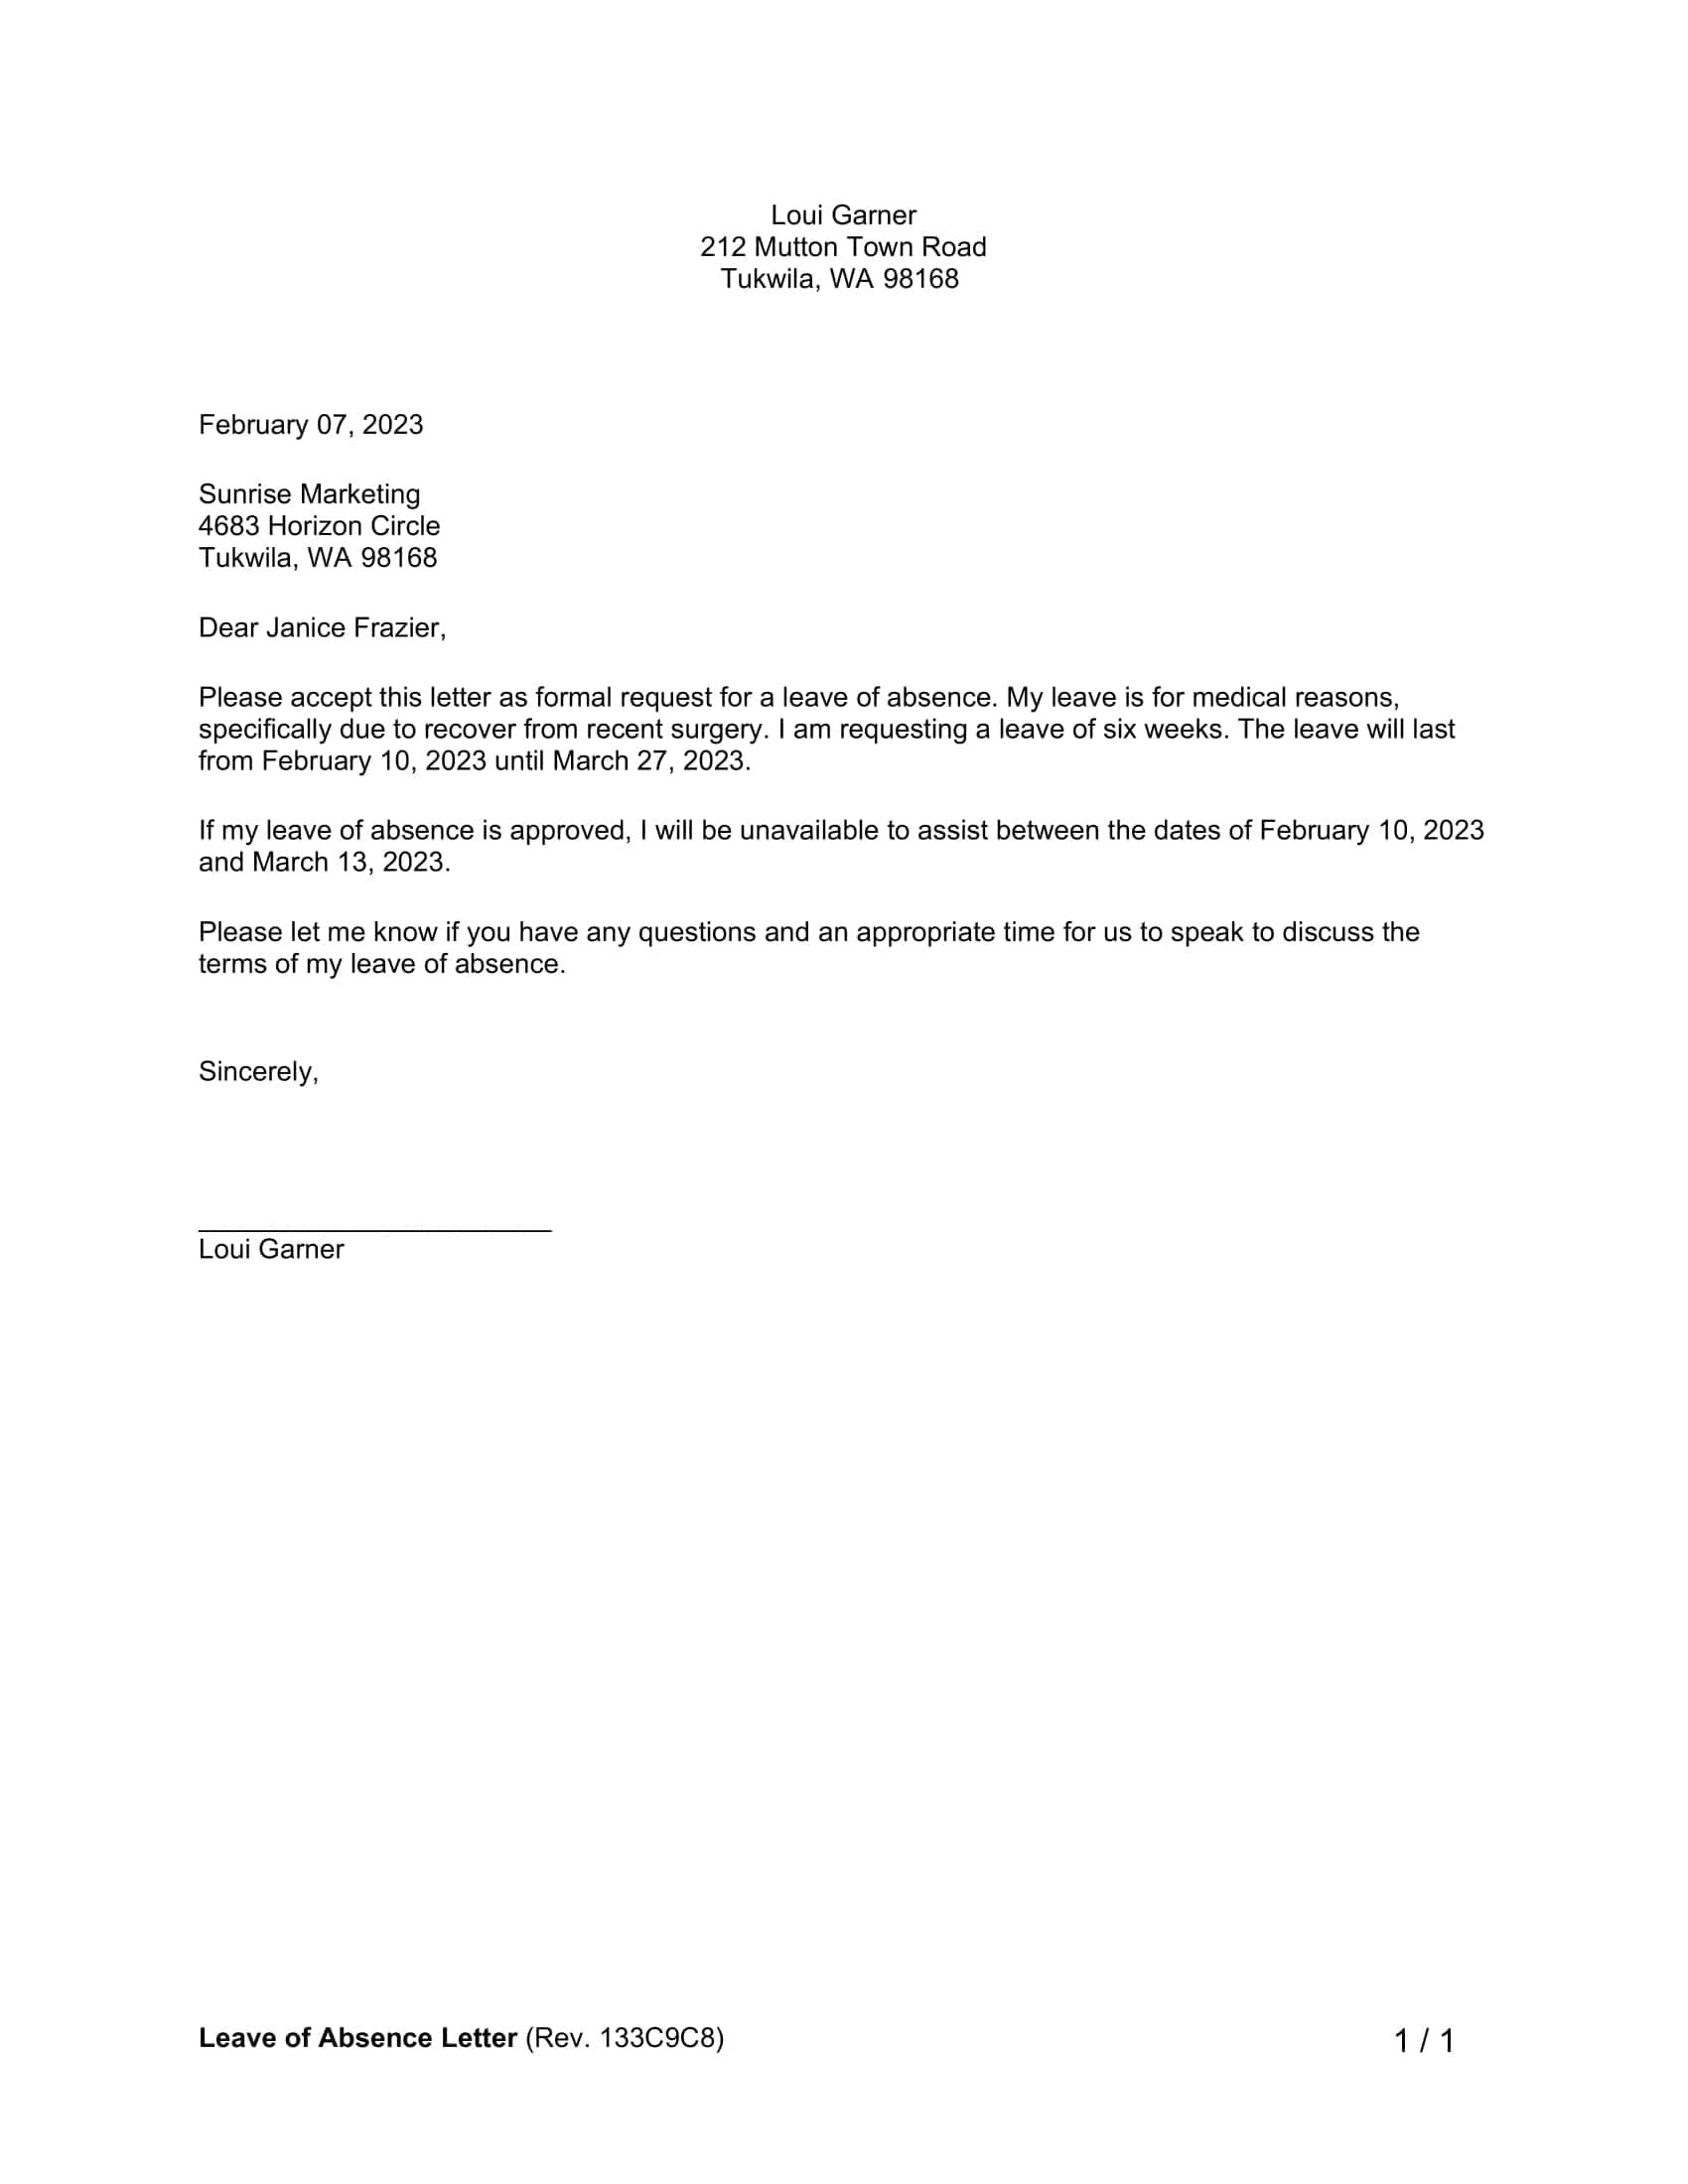 Loui Garner
212 Mutton Town Road
Tukwila, WA 98168
February 07, 2023
Sunrise Marketing
4683 Horizon Circle
Tukwila, WA 98168
Dear Janice Frazier,
Please accept this letter as formal request for a leave of absence. My leave is for medical reasons,
specifically due to recover from recent surgery. I am requesting a leave of six weeks. The leave will last
from February 10, 2023 until March 27, 2023.
If my leave of absence is approved, I will be unavailable to assist between the dates of February 10, 2023
and March 13, 2023.
Please let me know if you have any questions and an appropriate time for us to speak to discuss the
terms of my leave of absence.
Sincerely,
Loui Garner
Leave of Absence Letter (Rev. 133C9C8) 1 / 1